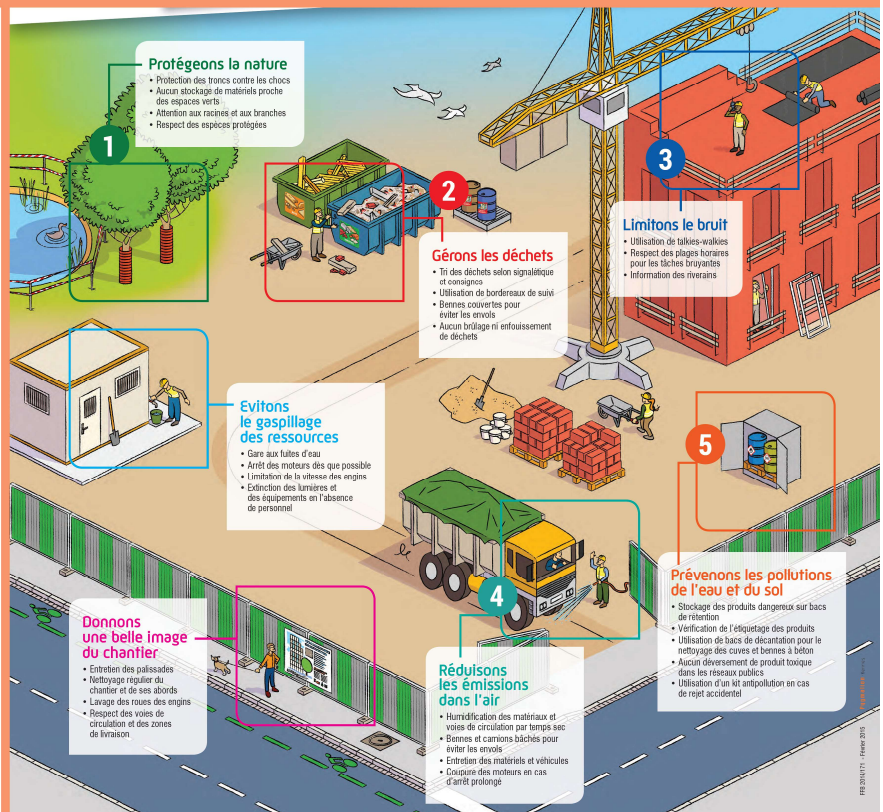 1
Protégeons la nature
• Protection des troncs contre les chocs
• Aucun stockage de matériels proche
des espaces verts
• Attention aux racines et aux branches
• Respect des espèces protégées
2
Gérons les déchets
• Tri des déchets selon signalétique
et consignes
• Utilisation de bordereaux de suivi
• Bennes couvertes pour
éviter les envols
• Aucun brûlage ni enfouissement
de déchets
3
Limitons le bruit
• Utilisation de talkies-walkies
• Respect des plages horaires
pour les tâches bruyantes
• Information des riverains
Evitons
le gaspillage
des ressources
• Gare aux fuites d'eau
• Arrêt des moteurs dès que possible
• Limitation de la vitesse des engins
• Extinction des lumières et
des équipements en l'absence
de personnel
4
Réduisons
les émissions
dans l'air
• Humidification des matériaux et
voies de circulation par temps sec
• Bennes et camions bâchés pour
éviter les envols
• Entretien des matériels et véhicules
• Coupure des moteurs en cas
d'arrêt prolongé
5
Prévenons les pollutions
de l'eau et du sol
• Stockage des produits dangereux sur bacs
de rétention
• Vérification de l'étiquetage des produits
• Utilisation de bacs de décantation pour le
nettoyage des cuves et bennes à béton
• Aucun déversement de produit toxique
dans les réseaux publics
• Utilisation d'un kit antipollution en cas
de rejet accidentel
Donnons
une belle image
du chantier
• Entretien des palissades
• Nettoyage régulier du
chantier et de ses abords
• Lavage des roues des engins
• Respect des voies de
circulation et des zones
de livraison
FFB 2014/171 - Février 2015